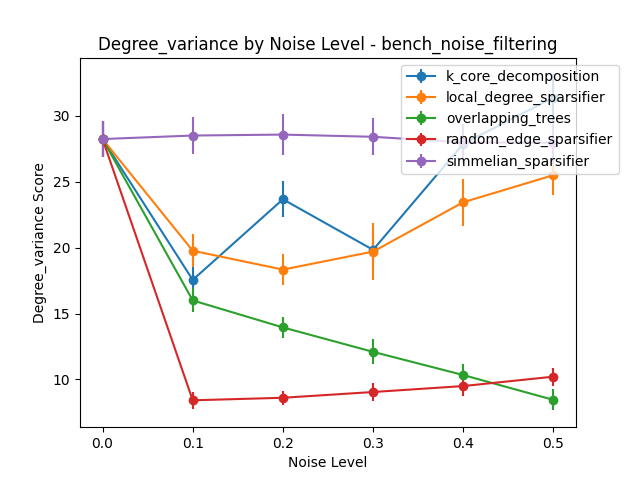 Degree_variance by Noise Level - bench_noise_filtering
k_core_decomposition
local_degree_sparsifier
overlapping_trees
random_edge_sparsifier
simmelian_sparsifier
Degree_variance Score
30
25
20
15
10
0.0 0.1 0.2 0.3 0.4 0.5
Noise Level